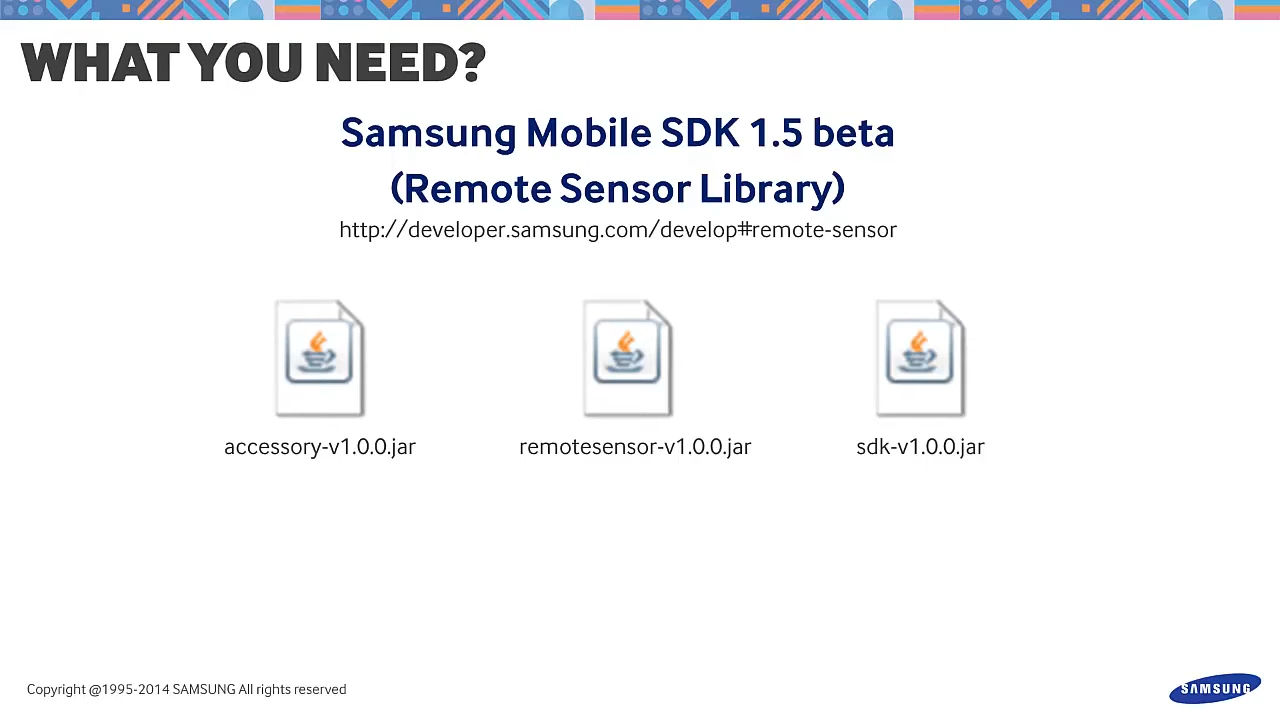 WHAT YOU NEED?
Samsung Mobile SDK 1.5 beta
(Remote Sensor Library)
http://developer.samsung.com/develop#remote-sensor
accessory-v1.0.0.jar
remotesensor-v1.0.0.jar
sdk-v1.0.0.jar
Copyright @1995-2014 SAMSUNG All rights reserved
SAMSUNG